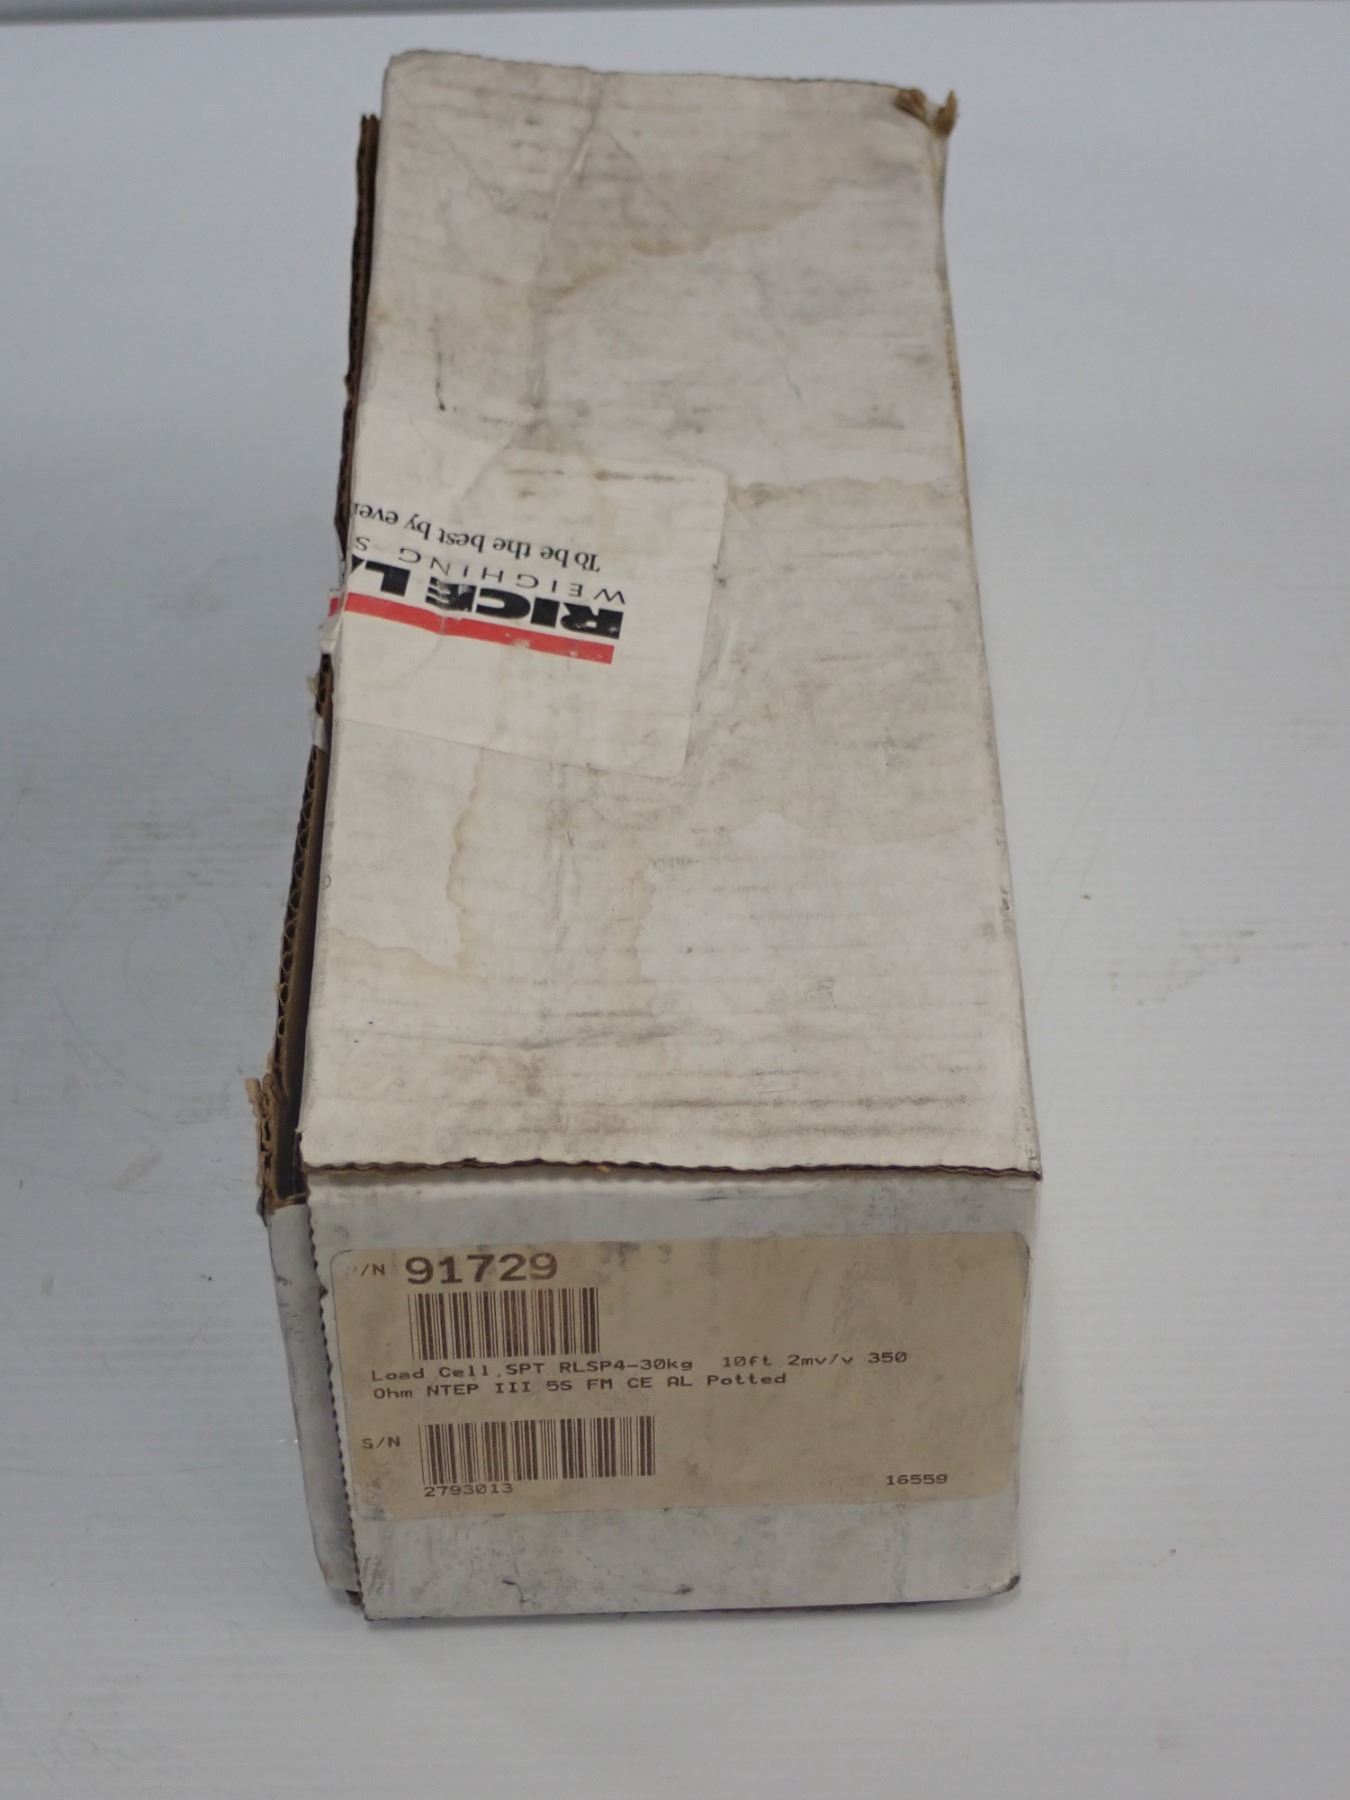 RICE LA
WEIGHING S
To be the best by ever
/N 91729
Load Cell,SPT RLSP4-30kg 10ft 2mv/v 350
Ohm NTEP III 5S FM CE AL Potted
S/N
2793013
16559